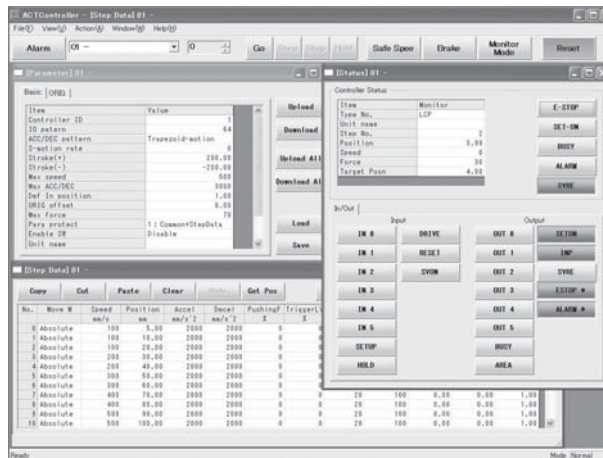 ACTController - [Step Data] 01 -
File(F) View(V) Action(A) Window(W) Help(H)
Alarm 01 - 0 Go Step Stop Hold Safe Spee Brake Monitor Mode Reset
[Parameter] 01 -
Basic ORIG
Item Value
Controller ID 1
IO patern 64
ACC/DEC pattern Trapezoid-motion
S-motion rate 0
Stroke(+) 200.00
Stroke(-) -200.00
Max speed 500
Max ACC/DEC 3000
Def In position 1.00
ORIG offset 0.00
Max force 70
Para protect 1: Common+StepData
Enable SW Disable
Unit name
Upload
Download
Upload All
Download Al
Load
Save
[Status] 01 -
Controller Status
Item Monitor
Type No. LCP
Unit name
Step No. 2
Position
Speed 0
Force 30
Target Posn 4.00
E-STOP
SET-ON
BUSY
ALARM
SVRE
In/Out
Input Output
IN 0 DRIVE OUT 0 SETON
IN 1 RESET OUT 1 INP
IN 2 SVON OUT 2 SVRE
IN 3 OUT 3 ESTOP *
IN 4 OUT 4 ALARM *
IN 5 OUT 5
SETUP BUSY
HOLD AREA
[Step Data] 01 -
Copy Cut Paste Clear Get Pos
No. Move M Speed Position Accel Decel PushingF TriggerLV
mm/s mm mm/s^2 mm/s^2 % %
0 Absolute 100 5.00 2000 2000 0 0
1 Absolute 100 10.00 2000 2000 0 0
2 Absolute 100 20.00 2000 2000 0 0
3 Absolute 200 30.00 2000 2000 0 0
4 Absolute 200 40.00 2000 2000 0 0
5 Absolute 300 50.00 2000 2000 0 0
6 Absolute 300 60.00 2000 2000 0 0
7 Absolute 400 70.00 2000 2000 0 0 20 100 0.00 0.00 1.00
8 Absolute 400 80.00 2000 2000 0 0 20 100 0.00 0.00 1.00
9 Absolute 500 90.00 2000 2000 0 0 20 100 0.00 0.00 1.00
10 Absolute 500 100.00 2000 2000 0 0 20 100 0.00 0.00 1.00
Ready Mode Normal